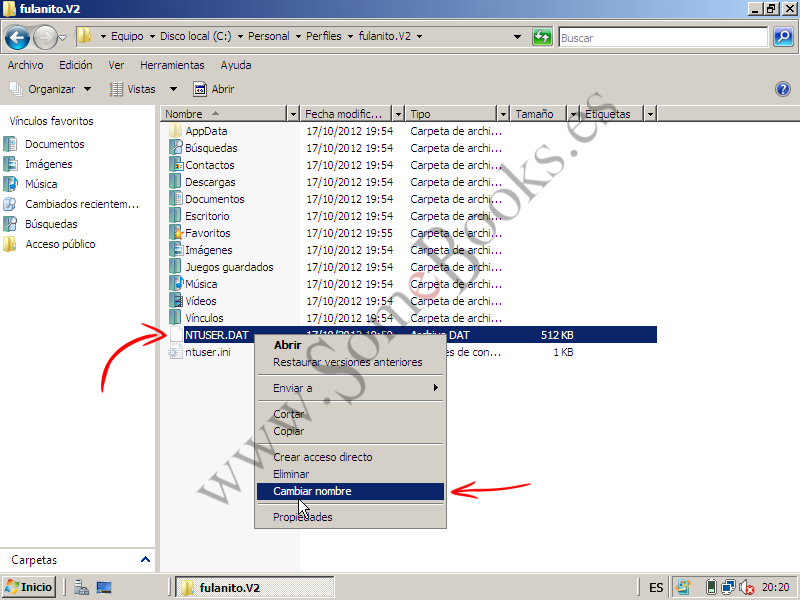 fulanito.V2
Equipo Disco local (C:) Personal Perfiles fulanito.V2
Buscar
Archivo Edición Ver Herramientas Ayuda
Organizar Vistas Abrir
Vínculos favoritos
Documentos
Imágenes
Música
Cambiados recientem...
Búsquedas
Acceso público
Carpetas
Nombre Fecha modific... Tipo Tamaño Etiquetas
AppData 17/10/2012 19:54 Carpeta de archi...
Búsquedas 17/10/2012 19:54 Carpeta de archi...
Contactos 17/10/2012 19:54 Carpeta de archi...
Descargas 17/10/2012 19:54 Carpeta de archi...
Documentos 17/10/2012 19:54 Carpeta de archi...
Escritorio 17/10/2012 19:54 Carpeta de archi...
Favoritos 17/10/2012 19:55 Carpeta de archi...
Imágenes 17/10/2012 19:54 Carpeta de archi...
Juegos guardados 17/10/2012 19:54 Carpeta de archi...
Música 17/10/2012 19:54 Carpeta de archi...
Vídeos 17/10/2012 19:54 Carpeta de archi...
Vínculos 17/10/2012 19:54 Carpeta de archi...
NTUSER.DAT 17/10/2012 Archivo DAT 512 KB
ntuser.ini es de con... 1 KB
Abrir
Restaurar versiones anteriores
Enviar a
Cortar
Copiar
Crear acceso directo
Eliminar
Cambiar nombre
Propiedades
www.SomeBooks.es
Inicio fulanito.V2 ES 20:20